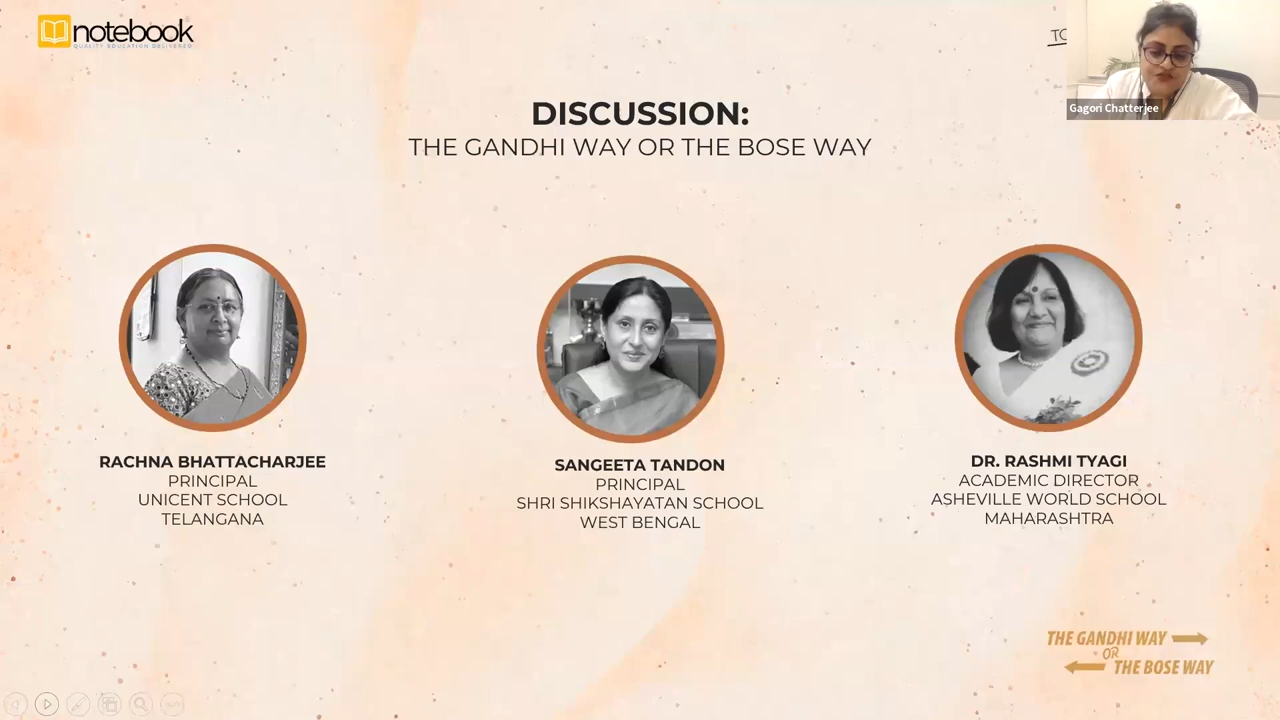 notebook
QUALITY EDUCATION DELIVERED
Gagori Chatterjee
DISCUSSION:
THE GANDHI WAY OR THE BOSE WAY
RACHNA BHATTACHARJEE
PRINCIPAL
UNICENT SCHOOL
TELANGANA
SANGEETA TANDON
PRINCIPAL
SHRI SHIKSHAYATAN SCHOOL
WEST BENGAL
DR. RASHMI TYAGI
ACADEMIC DIRECTOR
ASHEVILLE WORLD SCHOOL
MAHARASHTRA
THE GANDHI WAY
OR
THE BOSE WAY